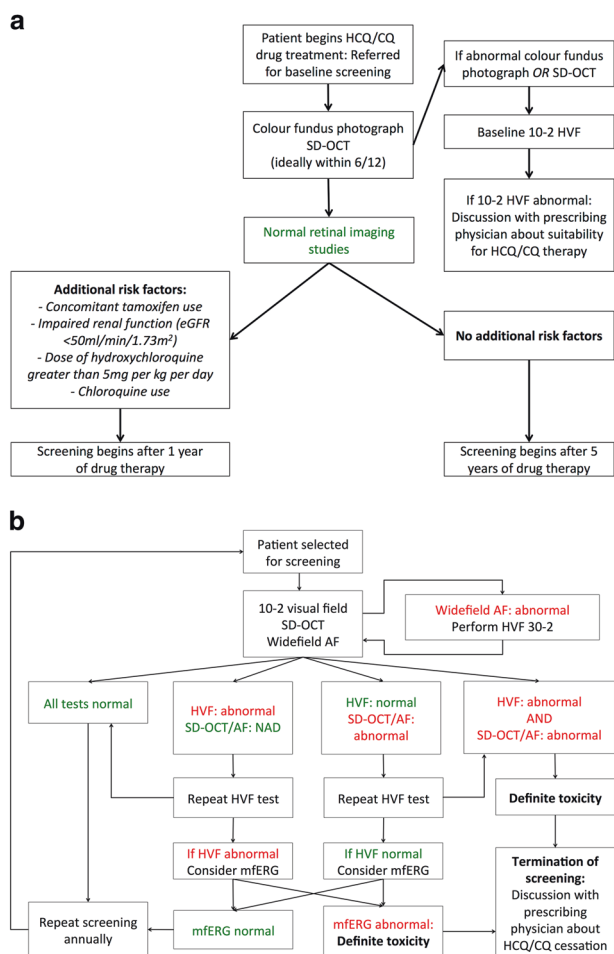 a
Patient begins HCQ/CQ
drug treatment: Referred
for baseline screening
If abnormal colour fundus
photograph OR SD-OCT
Colour fundus photograph
SD-OCT
(ideally within 6/12)
Baseline 10-2 HVF
If 10-2 HVF abnormal:
Discussion with prescribing
physician about suitability
for HCQ/CQ therapy
Normal retinal imaging
studies
Additional risk factors:
- Concomitant tamoxifen use
- Impaired renal function (eGFR
<50ml/min/1.73m²)
- Dose of hydroxychloroquine
greater than 5mg per kg per day
- Chloroquine use
No additional risk factors
Screening begins after 1 year
of drug therapy
Screening begins after 5
years of drug therapy
b
Patient selected
for screening
10-2 visual field
SD-OCT
Widefield AF
Widefield AF: abnormal
Perform HVF 30-2
All tests normal
HVF: abnormal
SD-OCT/AF: NAD
HVF: normal
SD-OCT/AF:
abnormal
HVF: abnormal
AND
SD-OCT/AF: abnormal
Repeat HVF test
Repeat HVF test
Definite toxicity
If HVF abnormal
Consider mfERG
If HVF normal
Consider mfERG
Termination of
screening:
Discussion with
prescribing
physician about
HCQ/CQ cessation
Repeat screening
annually
mfERG normal
mfERG abnormal:
Definite toxicity